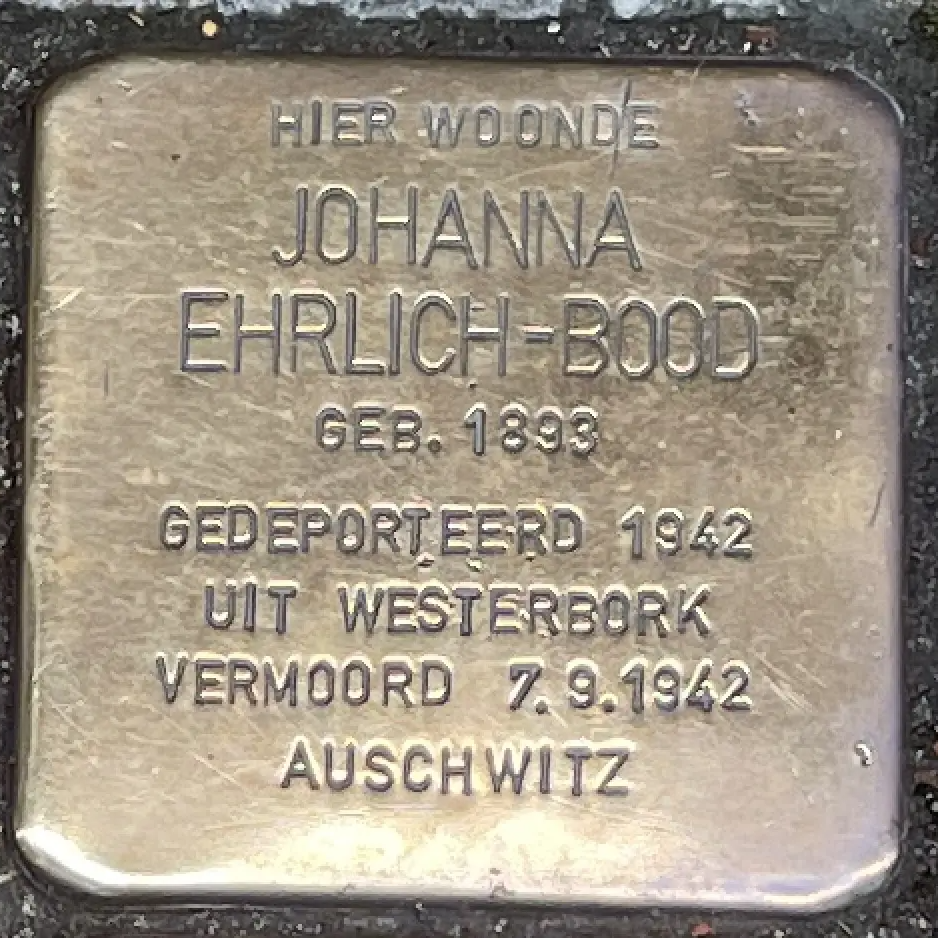 HIER WOONDE
JOHANNA
EHRLICH-BOOD
GEB. 1893
GEDEPORTEERD 1942
UIT WESTERBORK
VERMOORD 7.9.1942
AUSCHWITZ